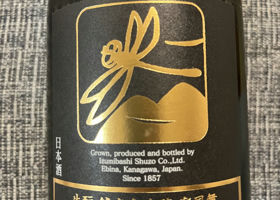 日本酒
Grown, produced and bottled by
Izumibashi Shuzo Co.,Ltd.
Ebina, Kanagawa, Japan.
Since 1857